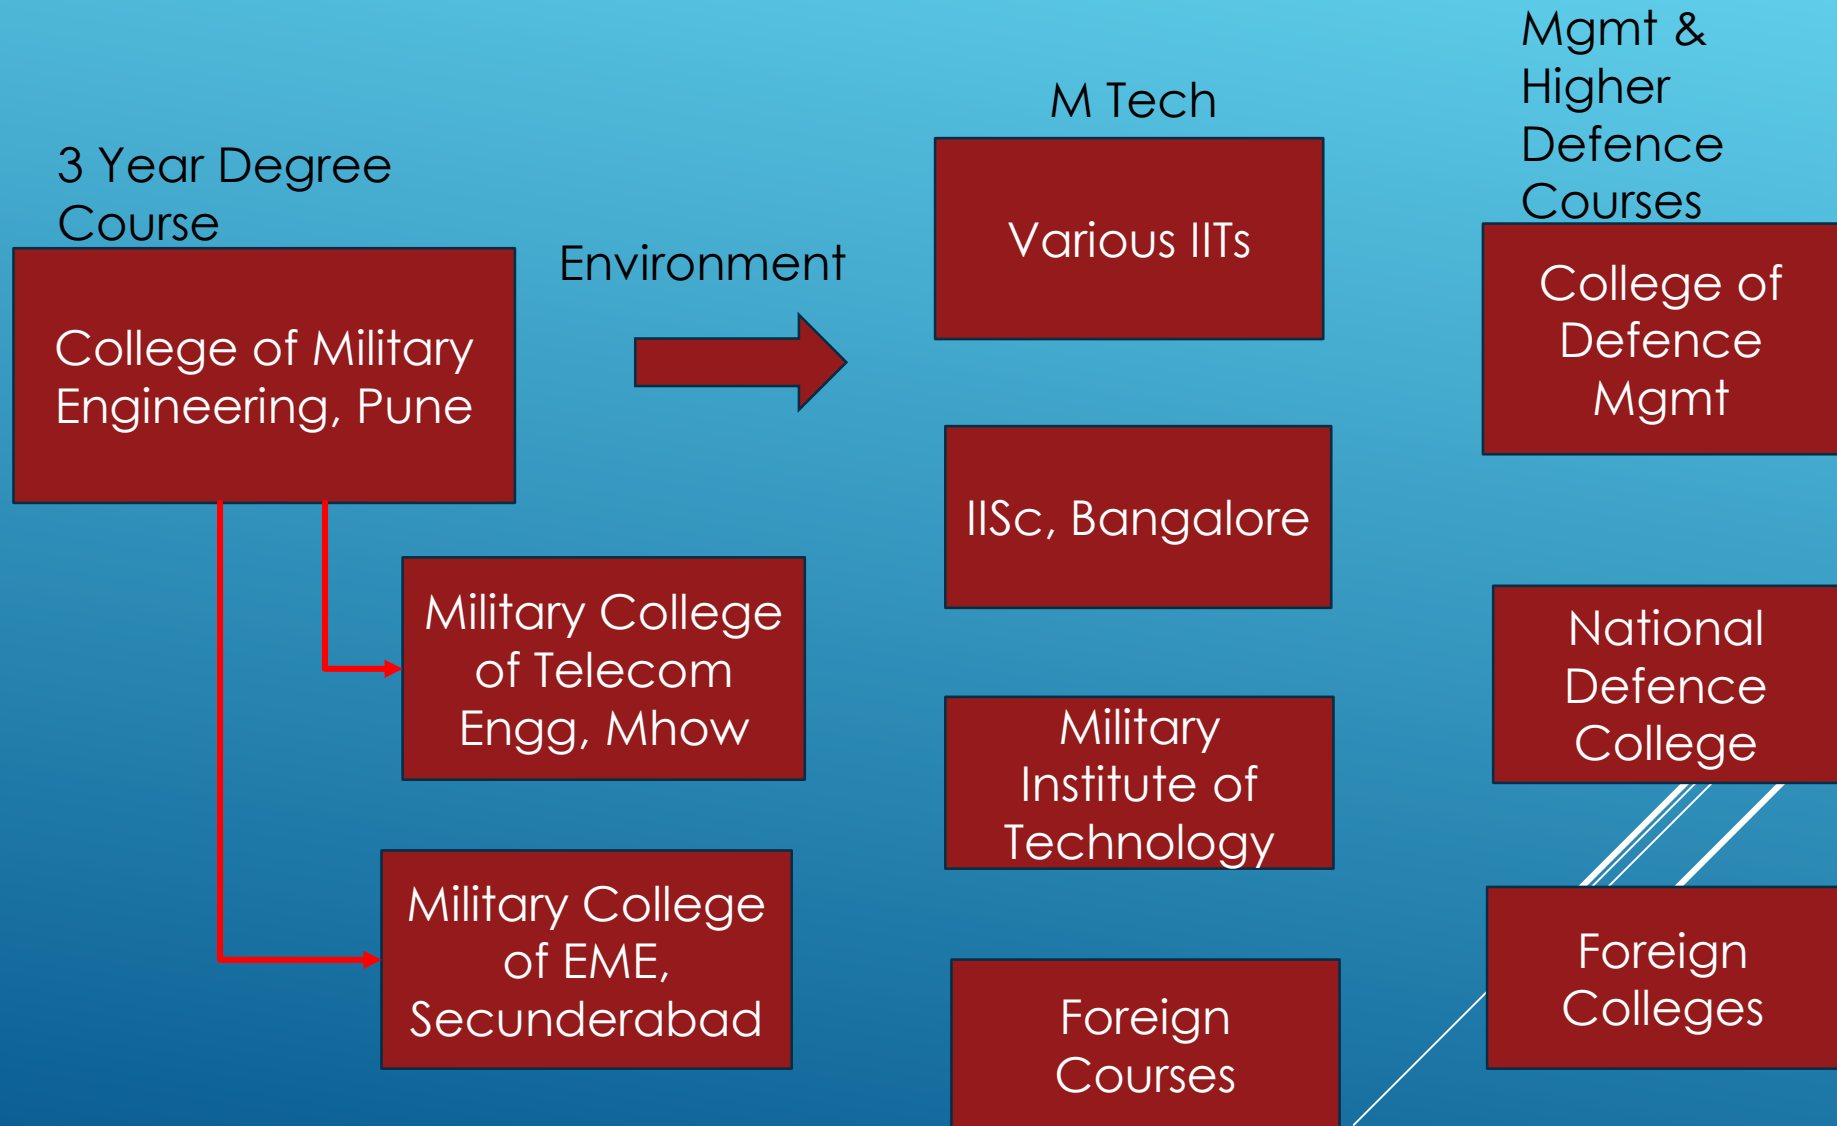 3 Year Degree
Course
College of Military
Engineering, Pune
Military College
of Telecom
Engg, Mhow
Military College
of EME,
Secunderabad
Environment
M Tech
Various IITs
IISc, Bangalore
Military
Institute of
Technology
Foreign
Courses
Mgmt &
Higher
Defence
Courses
College of
Defence
Mgmt
National
Defence
College
Foreign
Colleges